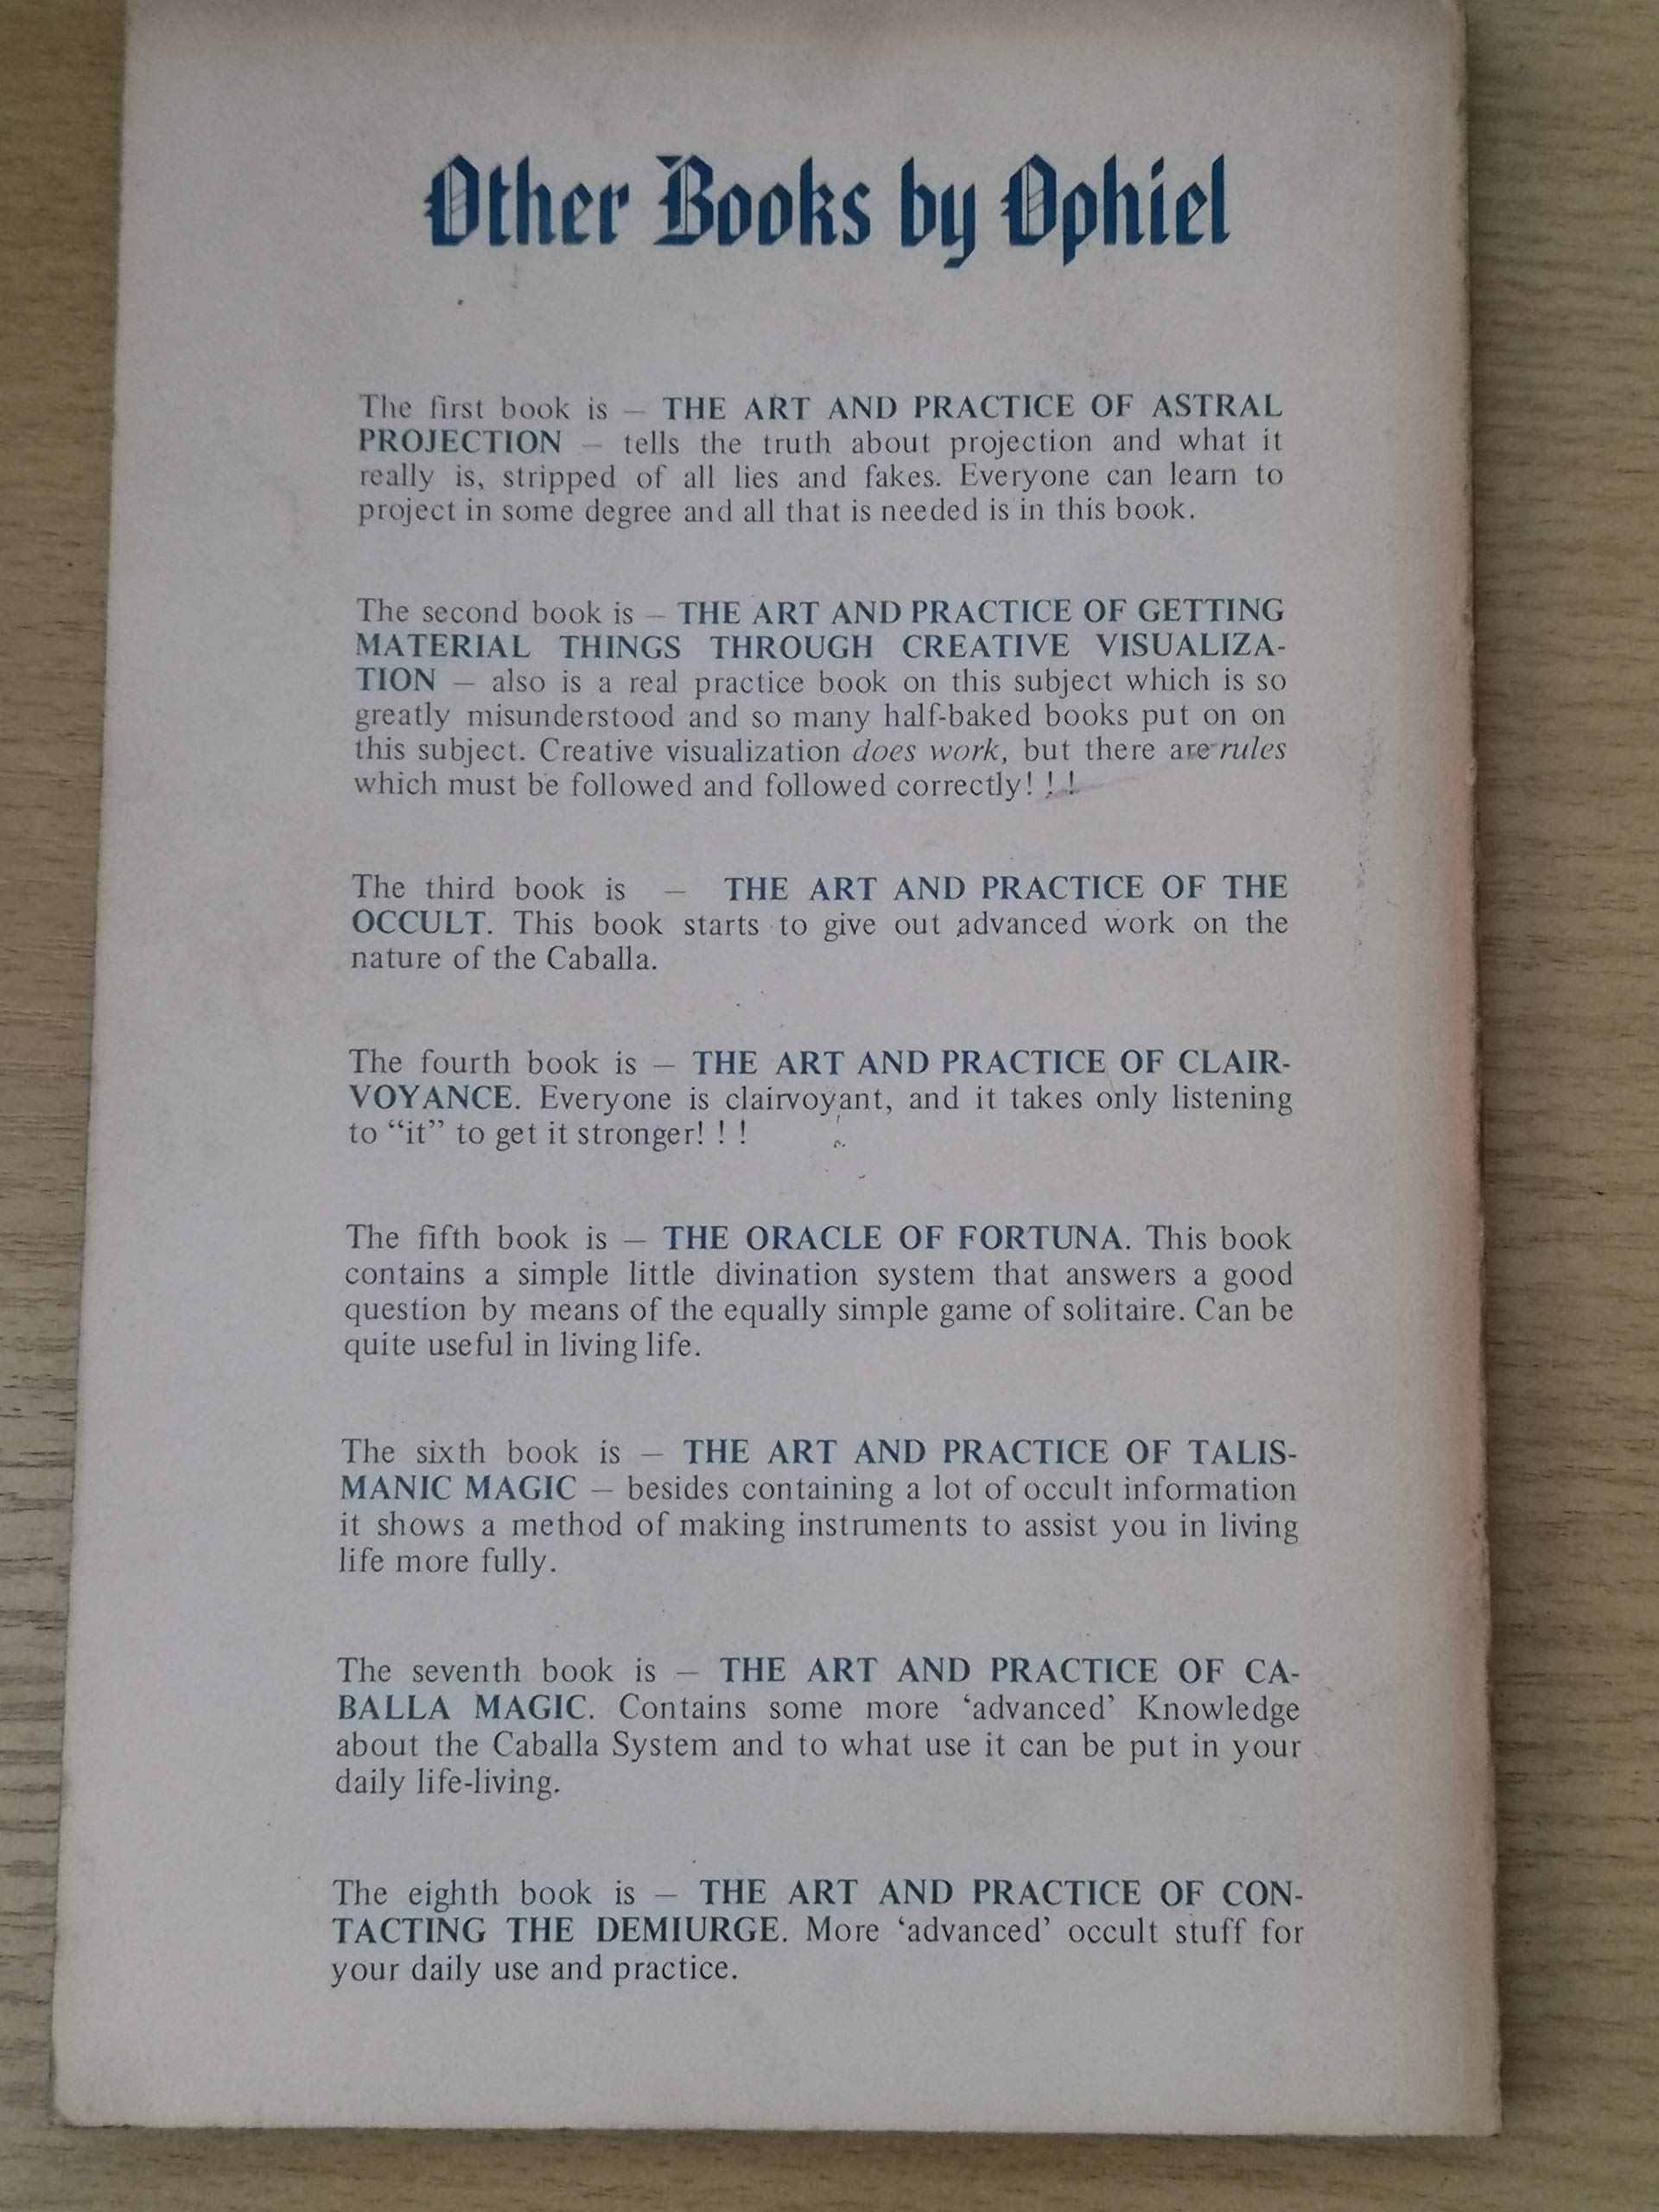 Other Books by Ophiel
The first book is — THE ART AND PRACTICE OF ASTRAL
PROJECTION — tells the truth about projection and what it
really is, stripped of all lies and fakes. Everyone can learn to
project in some degree and all that is needed is in this book.
The second book is — THE ART AND PRACTICE OF GETTING
MATERIAL THINGS THROUGH CREATIVE VISUALIZA-
TION — also is a real practice book on this subject which is so
greatly misunderstood and so many half-baked books put on on
this subject. Creative visualization does work, but there are rules
which must be followed and followed correctly! ! !
The third book is — THE ART AND PRACTICE OF THE
OCCULT. This book starts to give out advanced work on the
nature of the Caballa.
The fourth book is — THE ART AND PRACTICE OF CLAIR-
VOYANCE. Everyone is clairvoyant, and it takes only listening
to “it” to get it stronger! ! !
The fifth book is — THE ORACLE OF FORTUNA. This book
contains a simple little divination system that answers a good
question by means of the equally simple game of solitaire. Can be
quite useful in living life.
The sixth book is — THE ART AND PRACTICE OF TALIS-
MANIC MAGIC — besides containing a lot of occult information
it shows a method of making instruments to assist you in living
life more fully.
The seventh book is — THE ART AND PRACTICE OF CA-
BALLA MAGIC. Contains some more ‘advanced’ Knowledge
about the Caballa System and to what use it can be put in your
daily life-living.
The eighth book is — THE ART AND PRACTICE OF CON-
TACTING THE DEMIURGE. More ‘advanced’ occult stuff for
your daily use and practice.